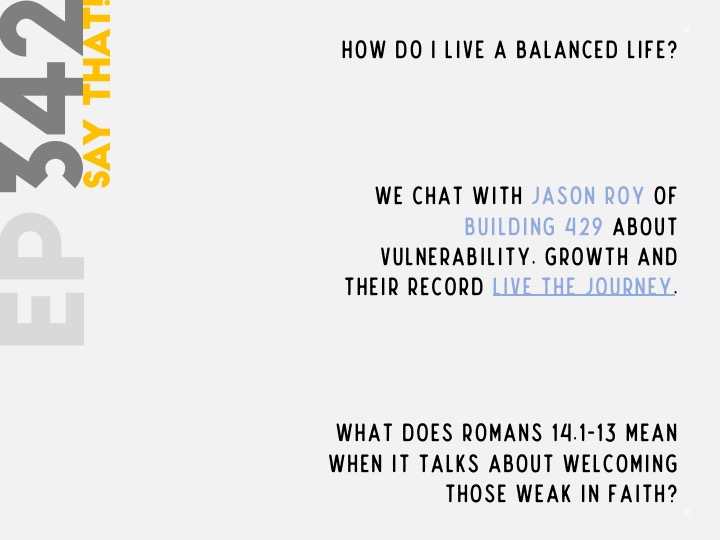 EP 342
SAY THAT!
HOW DO I LIVE A BALANCED LIFE?
WE CHAT WITH JASON ROY OF
BUILDING 429 ABOUT
VULNERABILITY. GROWTH AND
THEIR RECORD LIVE THE JOURNEY.
WHAT DOES ROMANS 14.1-13 MEAN
WHEN IT TALKS ABOUT WELCOMING
THOSE WEAK IN FAITH?